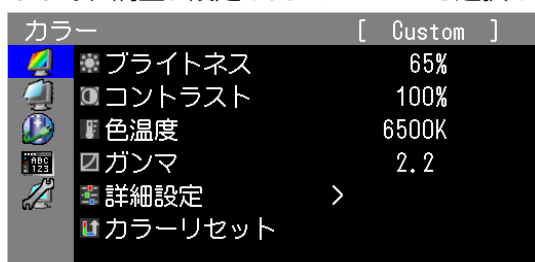 カラー [ Custom ]
ブライトネス 65%
コントラスト 100%
色温度 6500K
ガンマ 2.2
ABC
123
詳細設定 >
カラーリセット